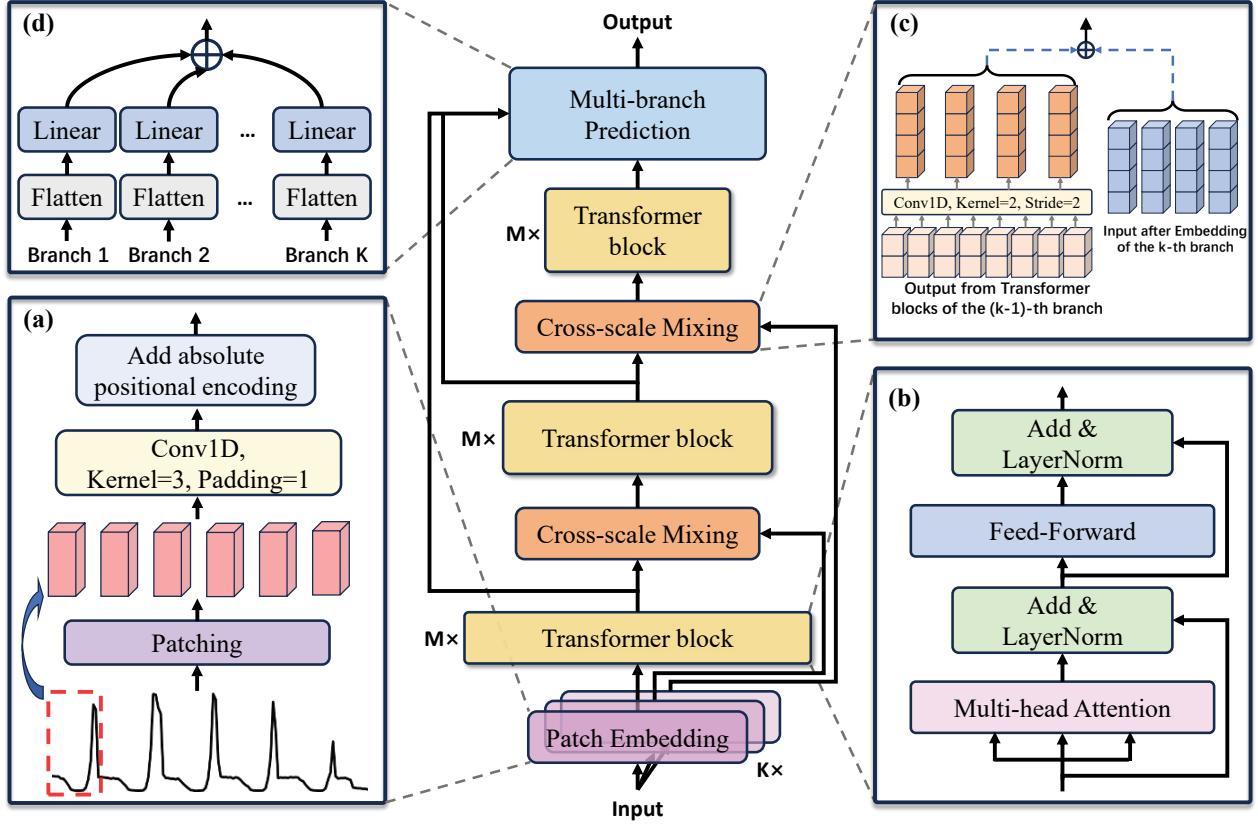 (d)
Linear
Linear
...
Linear
Flatten
Flatten
...
Flatten
Branch 1
Branch 2
Branch K
(a)
Add absolute
positional encoding
Conv1D,
Kernel=3, Padding=1
Patching
Output
Multi-branch
Prediction
M×
Transformer
block
Cross-scale Mixing
M×
Transformer block
Cross-scale Mixing
M×
Transformer block
Patch Embedding
K×
Input
(c)
Conv1D, Kernel=2, Stride=2
Input after Embedding
of the k-th branch
Output from Transformer
blocks of the (k-1)-th branch
(b)
Add &
LayerNorm
Feed-Forward
Add &
LayerNorm
Multi-head Attention